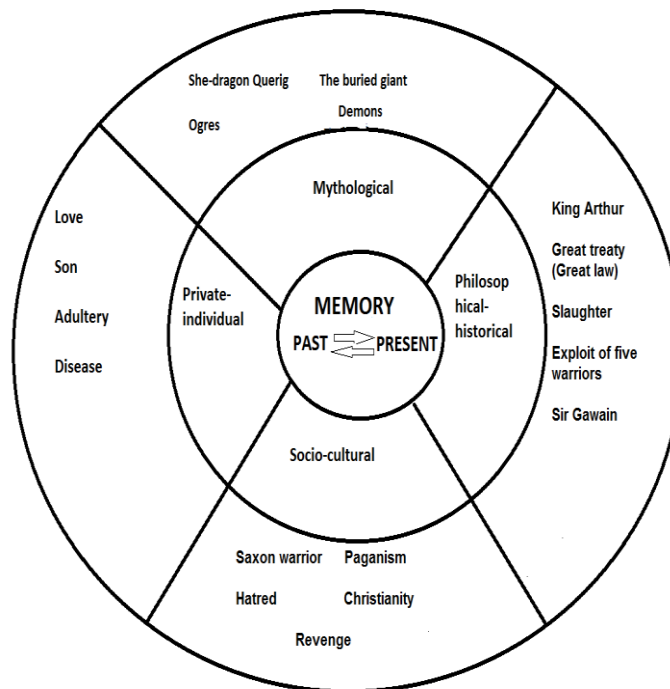 She-dragon Querig
The buried giant
Ogres
Demons
Mythological
Love
Son
Adultery
Disease
Private-
individual
MEMORY
PAST PRESENT
Philosop
hical-
historical
King Arthur
Great treaty
(Great law)
Slaughter
Exploit of five
warriors
Sir Gawain
Socio-cultural
Saxon warrior
Paganism
Hatred
Christianity
Revenge